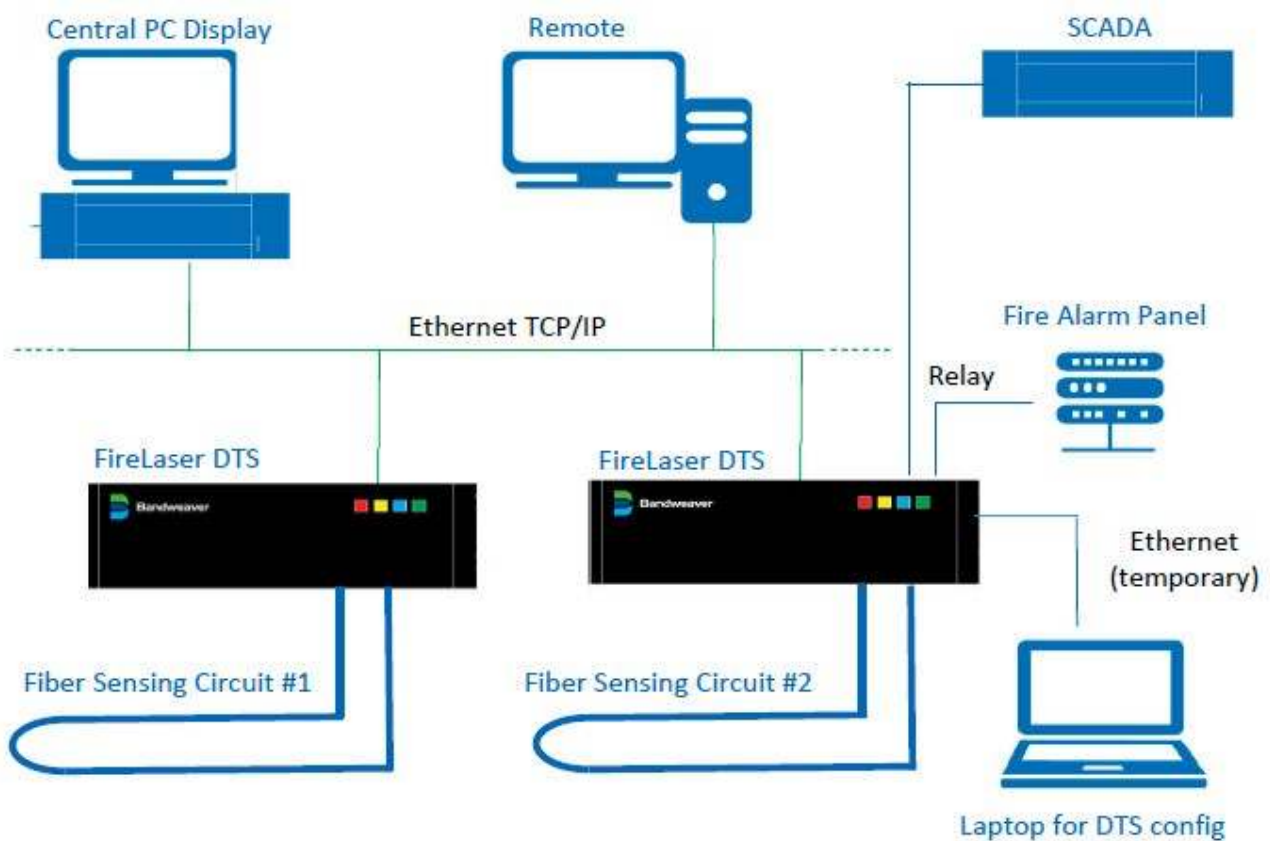 Central PC Display
Remote
SCADA
Ethernet TCP/IP
Fire Alarm Panel
Relay
FireLaser DTS
FireLaser DTS
Bandweaver
Bandweaver
Ethernet
(temporary)
Fiber Sensing Circuit #1
Fiber Sensing Circuit #2
Laptop for DTS config